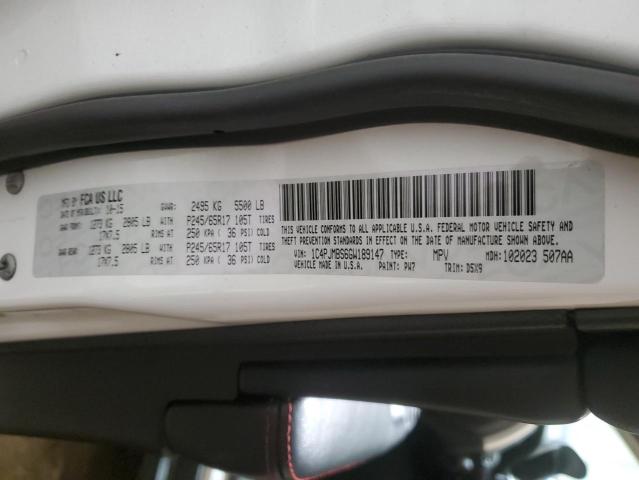 MFD BY FCA US LLC
DATE OF MFR 10-15 GVWR: 2495 KG 5500 LB
GAWR FRONT: 1273 KG 2805 LB WITH P245/65R17 105T TIRES
17X7.5 RIMS AT 250 KPA ( 36 PSI) COLD
GAWR REAR: 1273 KG 2805 LB WITH P245/65R17 105T TIRES
17X7.5 RIMS AT 250 KPA ( 36 PSI) COLD
THIS VEHICLE CONFORMS TO ALL APPLICABLE U.S.A. FEDERAL MOTOR VEHICLE SAFETY AND
THEFT PREVENTION STANDARDS IN EFFECT ON THE DATE OF MANUFACTURE SHOWN ABOVE.
VIN: 1C4PJMBS6GW189147 TYPE: MPV MDH: 102023 507AA
VEHICLE MADE IN U.S.A. PAINT: PW7 TRIM: D5X9